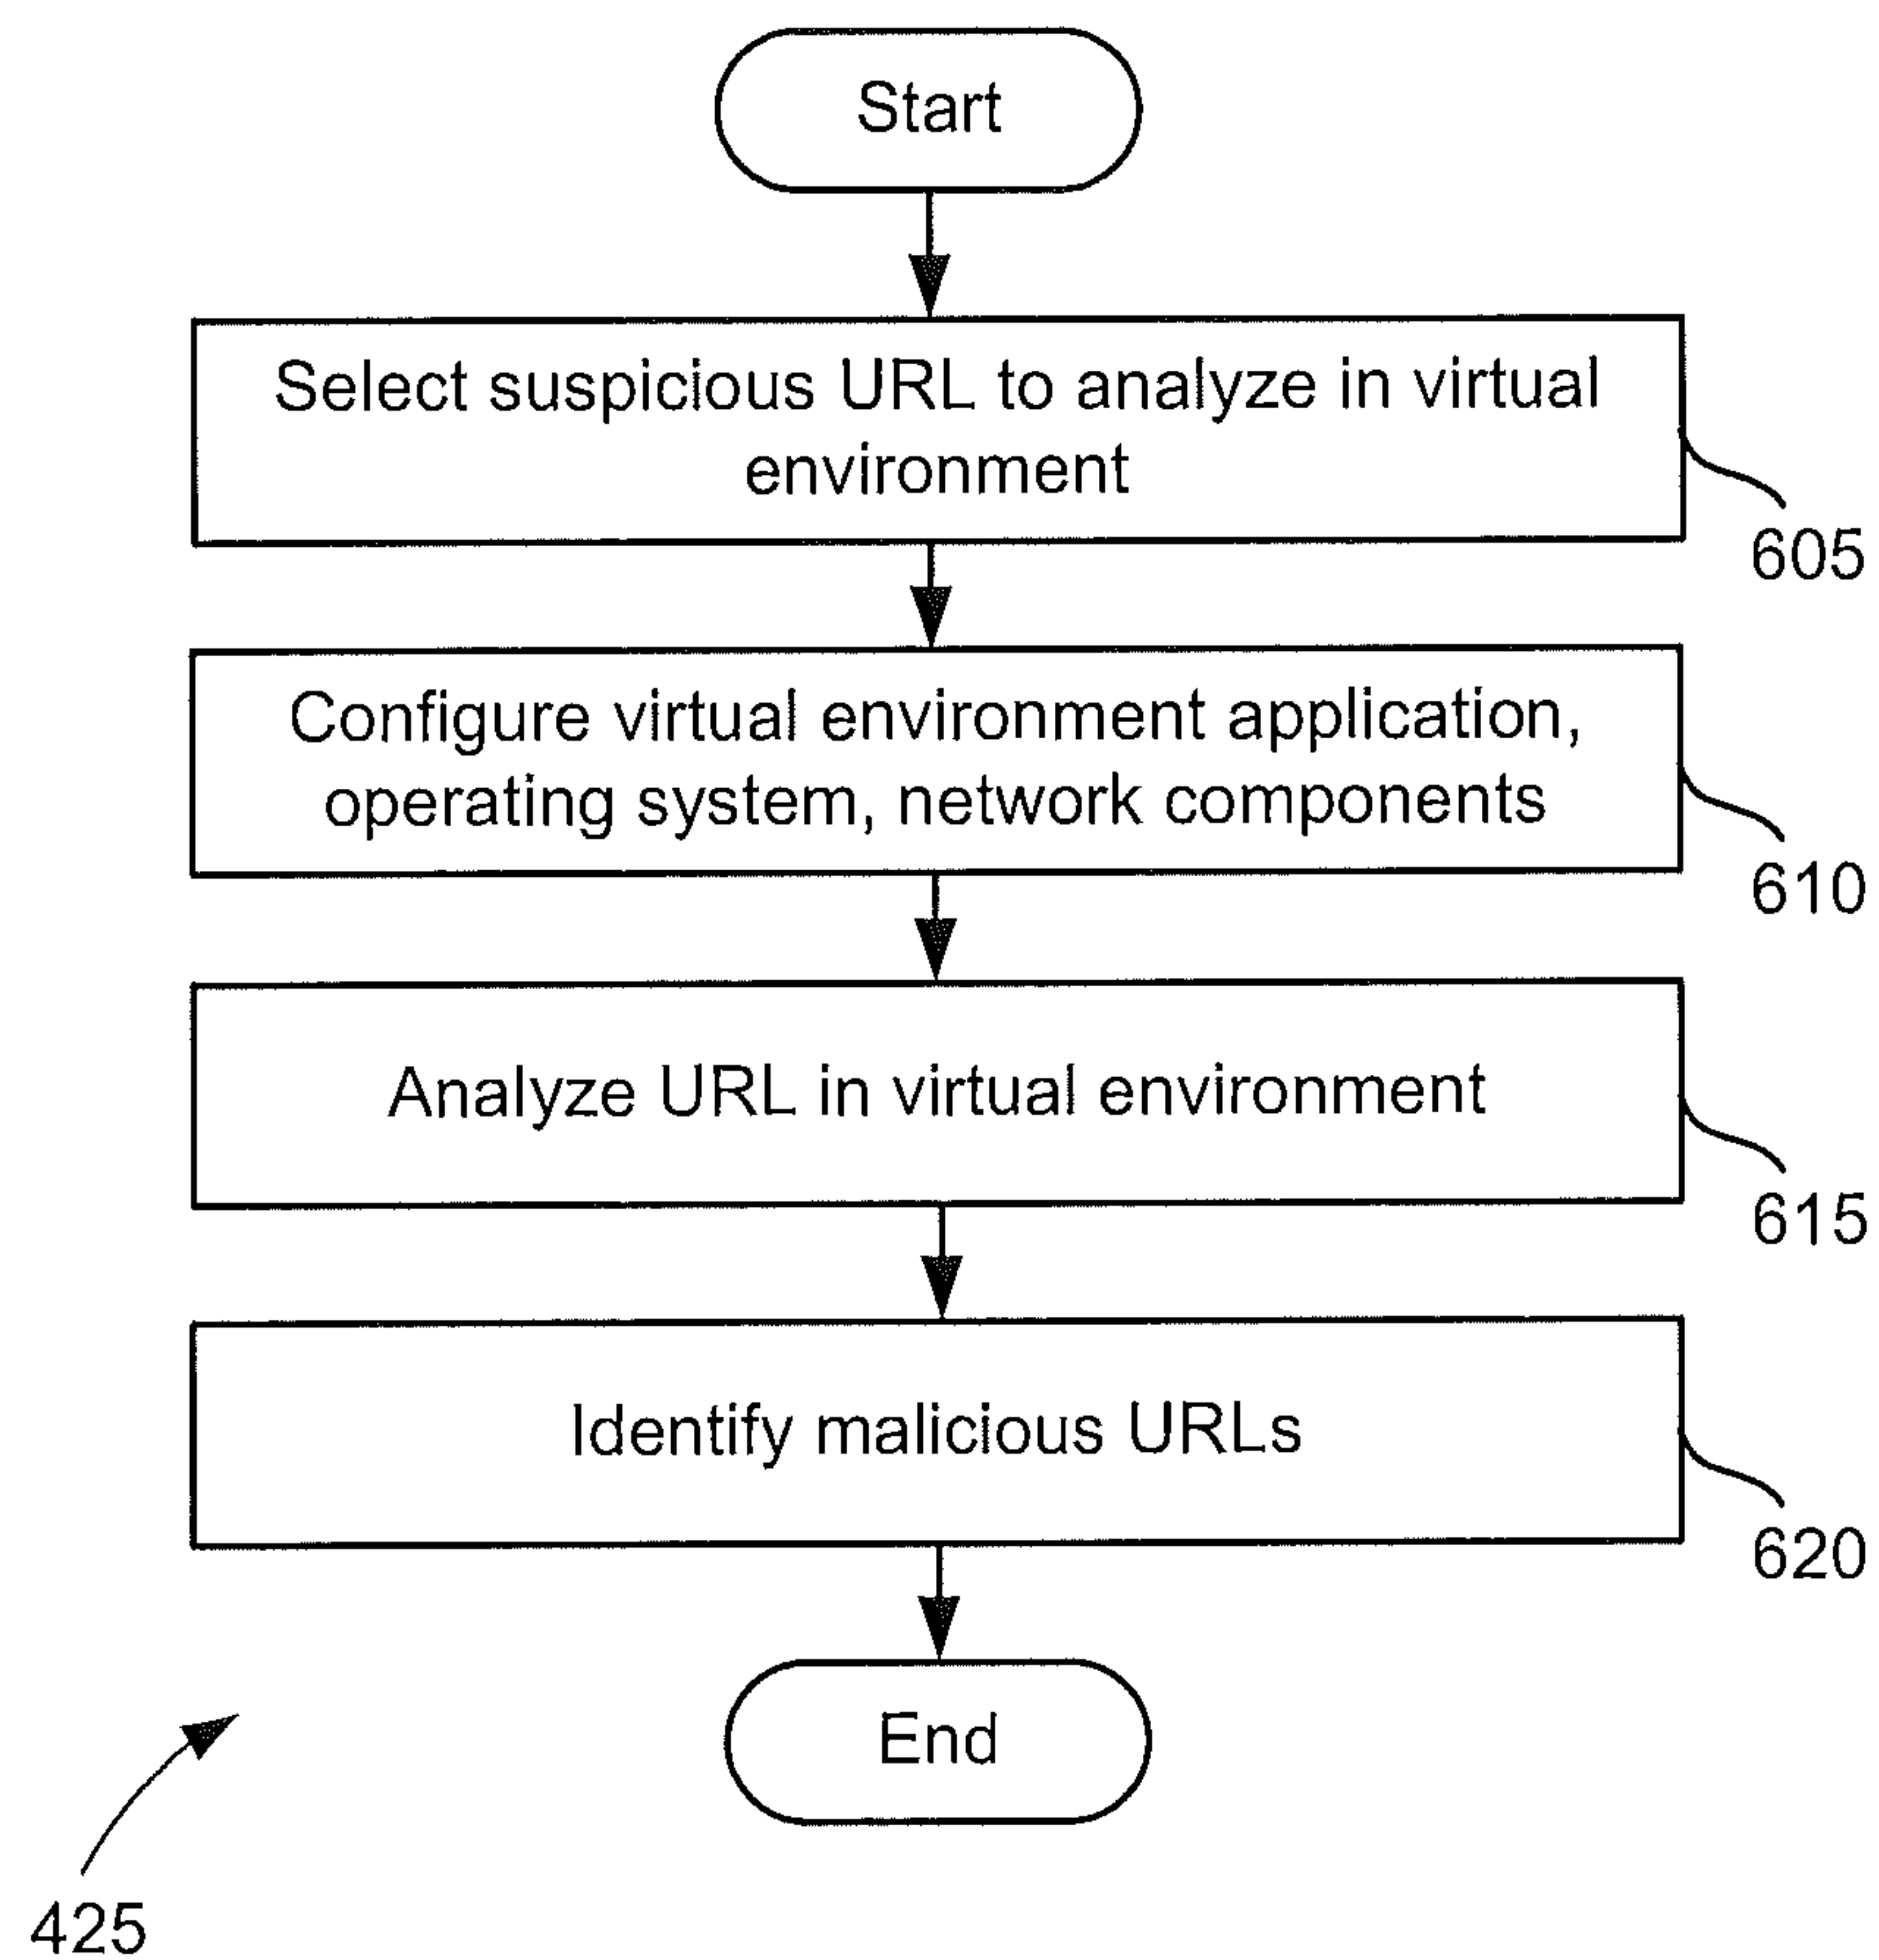 Start
Select suspicious URL to analyze in virtual
environment
605
Configure virtual environment application,
operating system, network components
610
Analyze URL in virtual environment
615
Identify malicious URLs
620
End
425